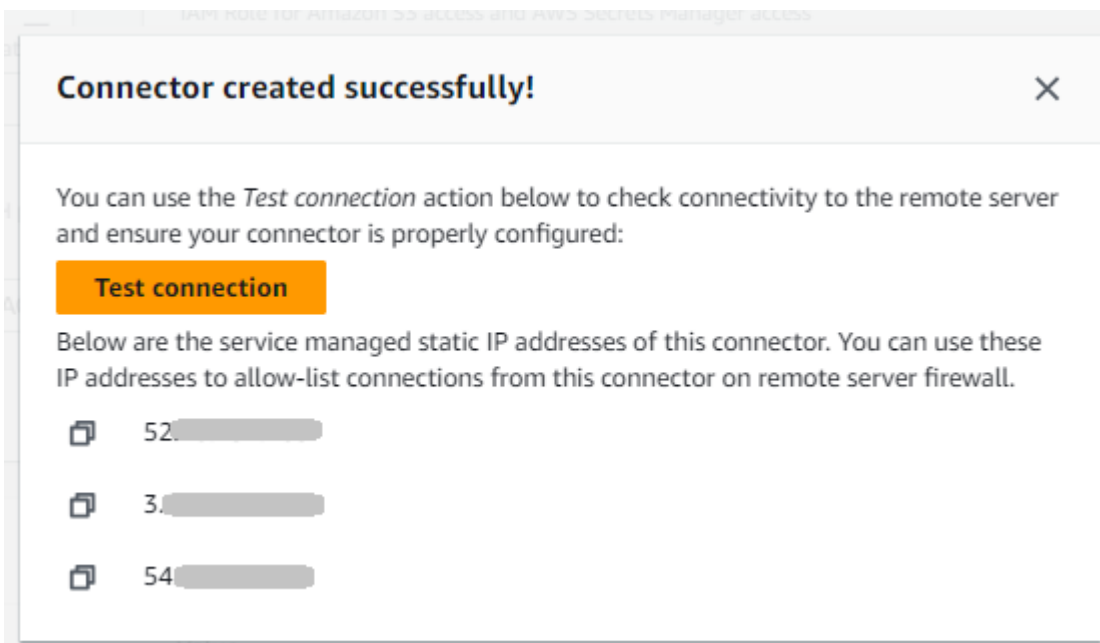 IAM Role for Amazon S3 access and AWS Secrets Manager access
Connector created successfully!
You can use the Test connection action below to check connectivity to the remote server
and ensure your connector is properly configured:
Test connection
Below are the service managed static IP addresses of this connector. You can use these
IP addresses to allow-list connections from this connector on remote server firewall.
52.
3.
54